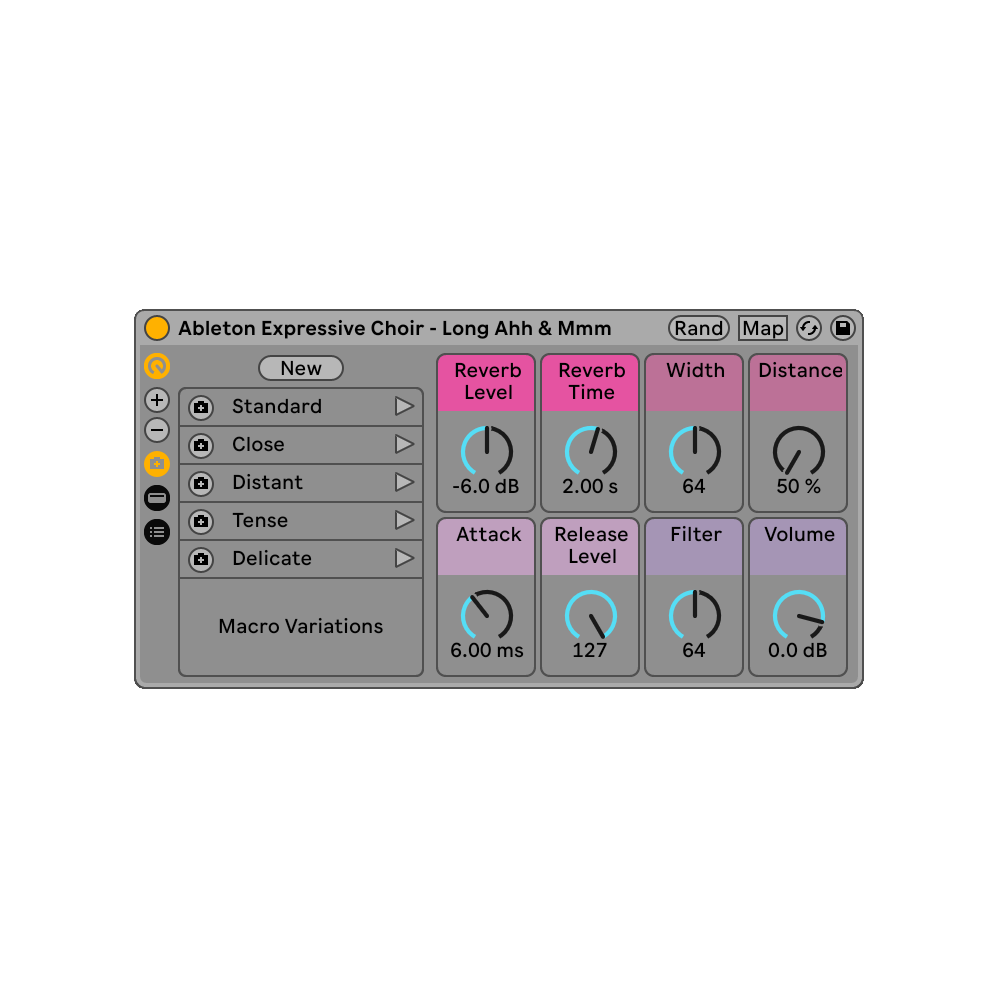 Ableton Expressive Choir - Long Ahh & Mmm
Rand
Map
New
Standard
Close
Distant
Tense
Delicate
Macro Variations
Reverb
Level
-6.0 dB
Reverb
Time
2.00 s
Width
64
Distance
50 %
Attack
6.00 ms
Release
Level
127
Filter
64
Volume
0.0 dB